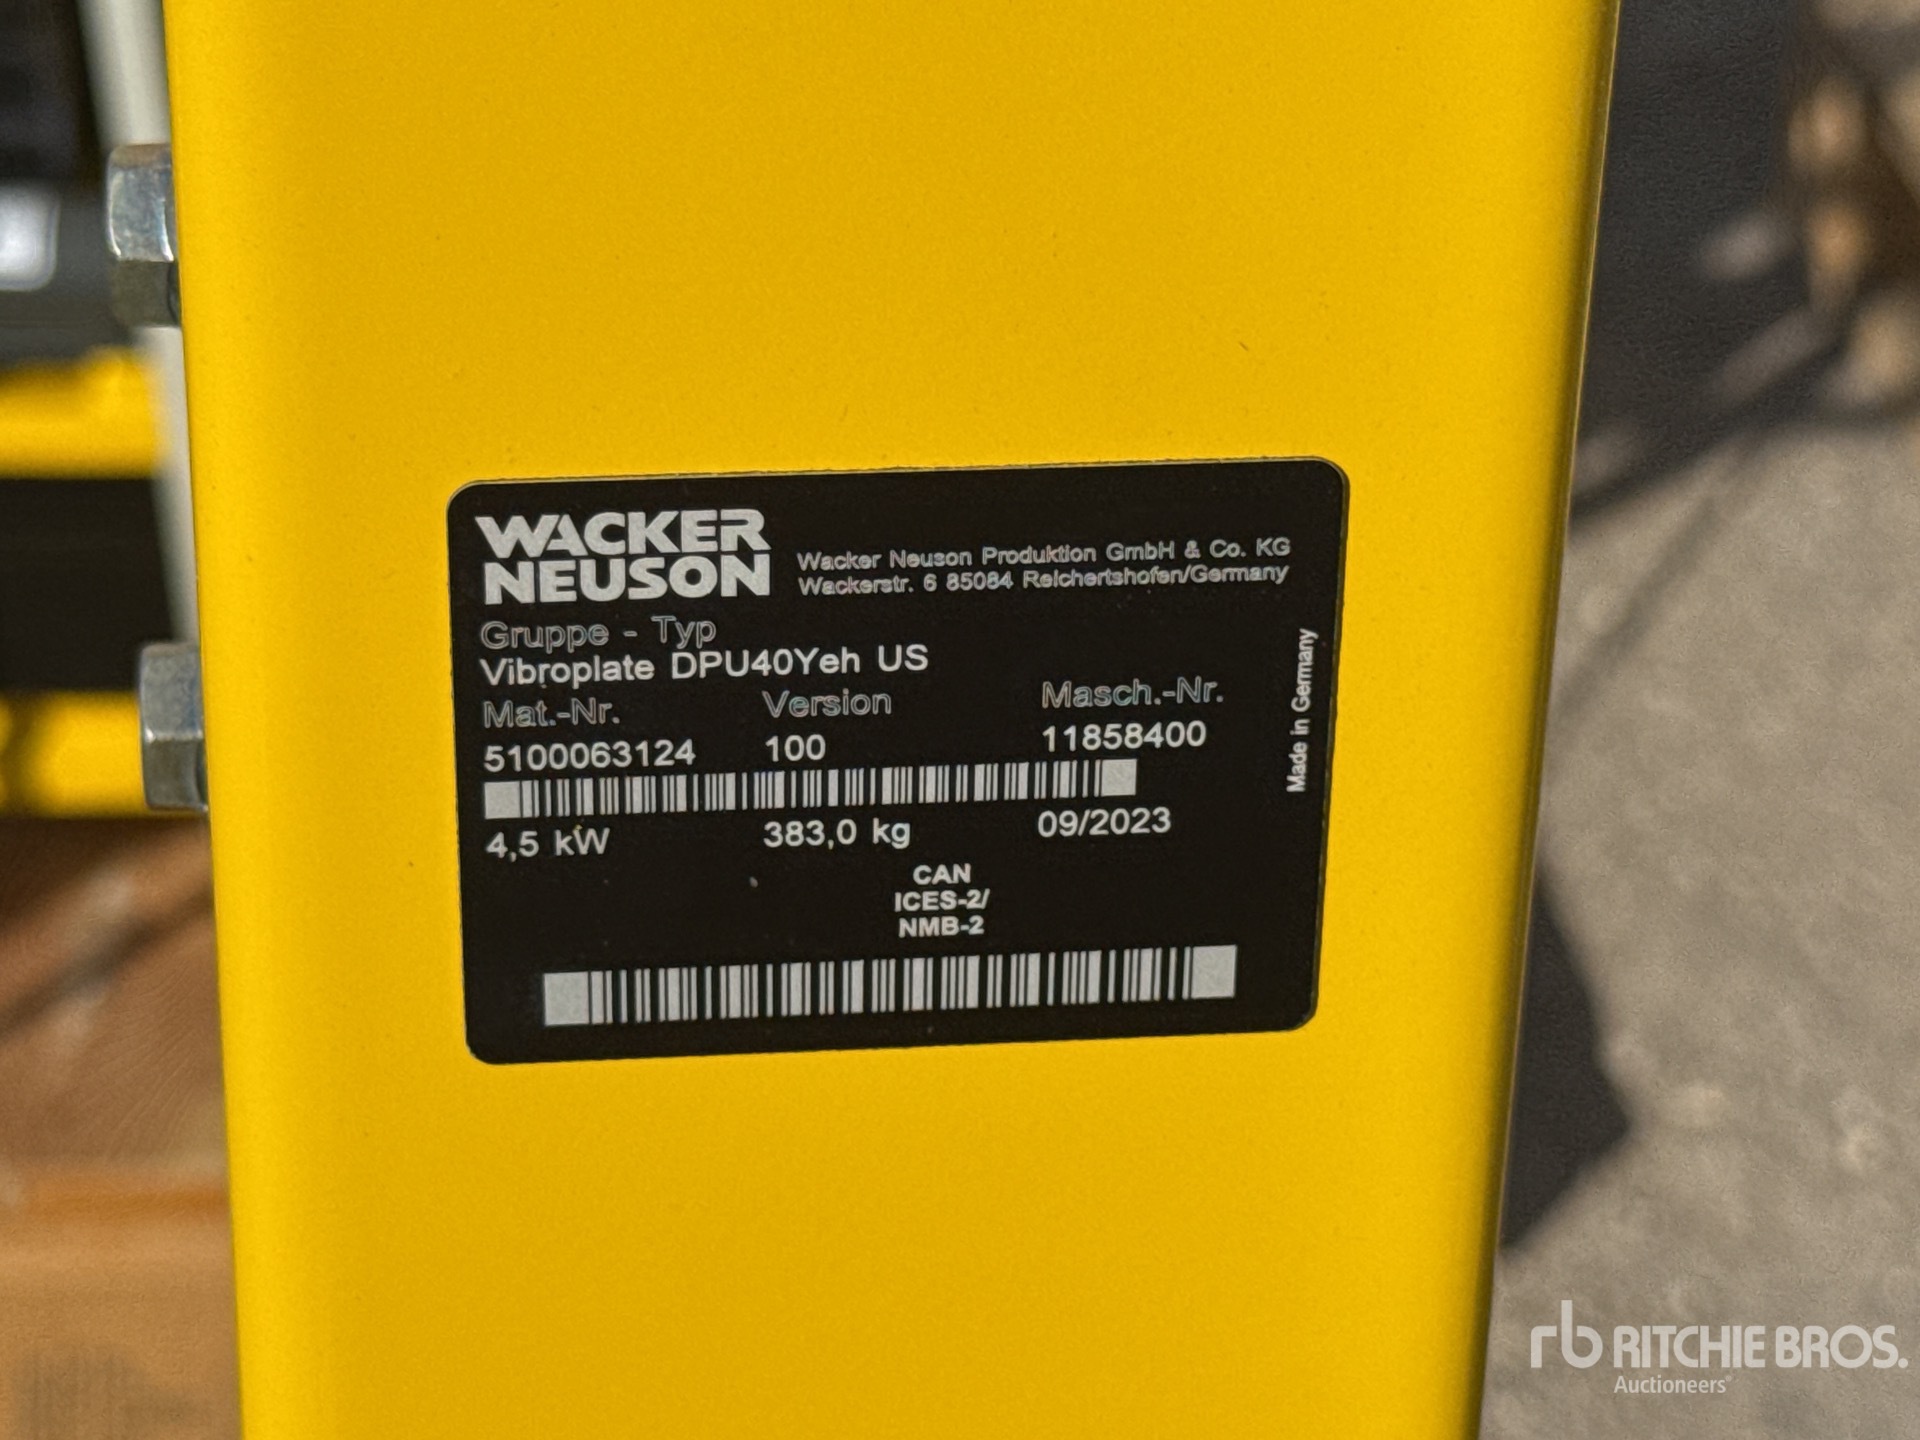 WACKER
NEUSON
Wacker Neuson Produktion GmbH & Co. KG
Wackerstr. 6 85084 Reichertshofen/Germany
Gruppe - Typ
Vibroplate DPU40Yeh US
Mat.-Nr. Version Masch.-Nr.
5100063124 100 11858400
4,5 kW 383,0 kg 09/2023
CAN
ICES-2/
NMB-2
Made in Germany
rb RITCHIE BROS.
Auctioneers